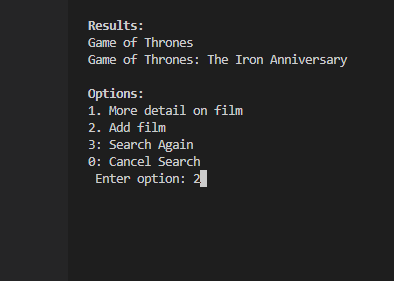 Results:
Game of Thrones
Game of Thrones: The Iron Anniversary
Options:
1. More detail on film
2. Add film
3: Search Again
0: Cancel Search
Enter option: 2